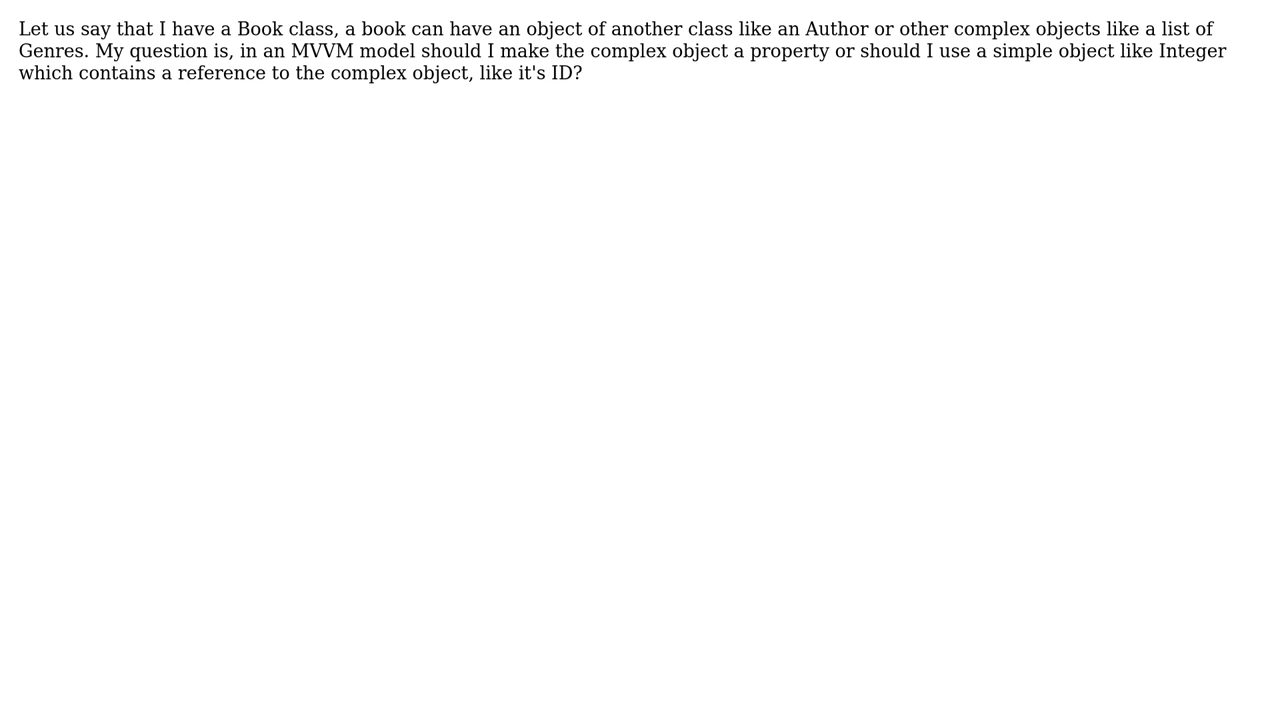 Let us say that I have a Book class, a book can have an object of another class like an Author or other complex objects like a list of
Genres. My question is, in an MVVM model should I make the complex object a property or should I use a simple object like Integer
which contains a reference to the complex object, like it's ID?